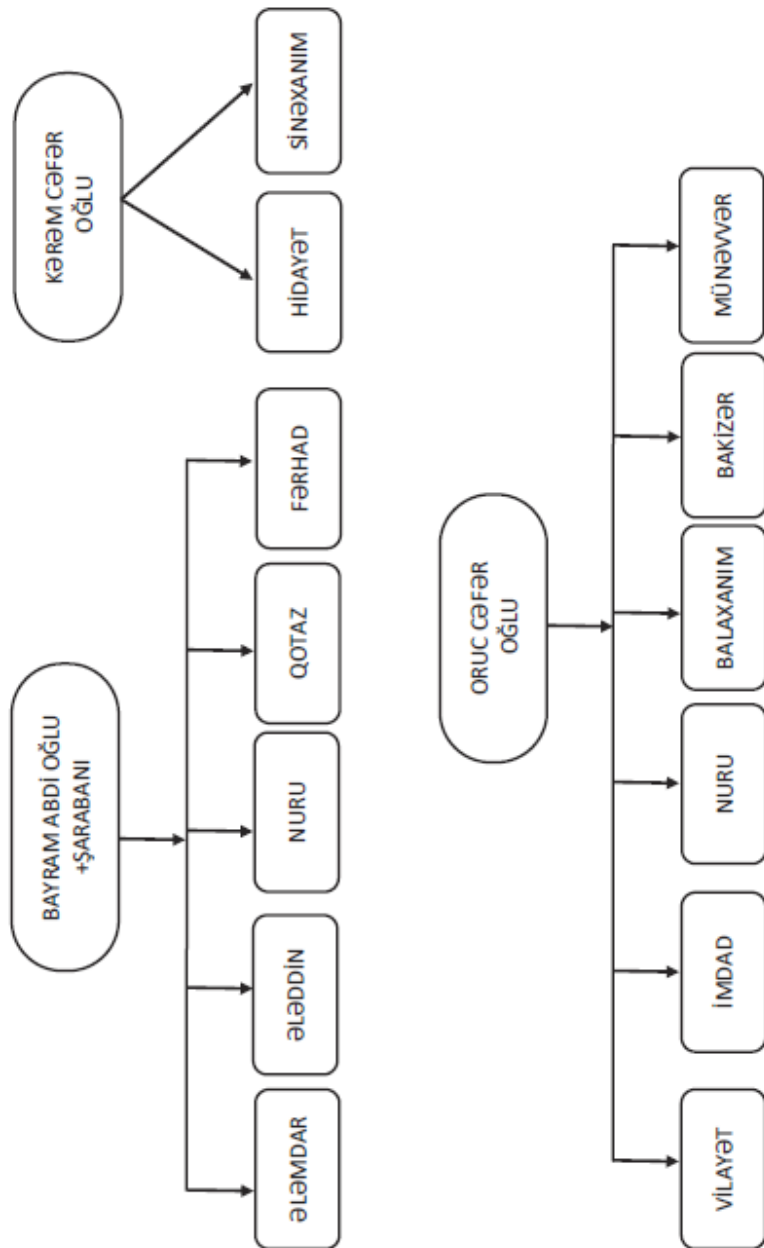 BAYRAM ABDİ OĞLU
+ŞARABANI
KƏRƏM CƏFƏR
OĞLU
ƏLƏMDAR
ƏLƏDDİN
NURU
QOTAZ
FƏRHAD
HİDAYƏT
SİNƏXANIM
ORUC CƏFƏR
OĞLU
VİLAYƏT
İMDAD
NURU
BALAXANIM
BAKİZƏR
MÜNƏVVƏR